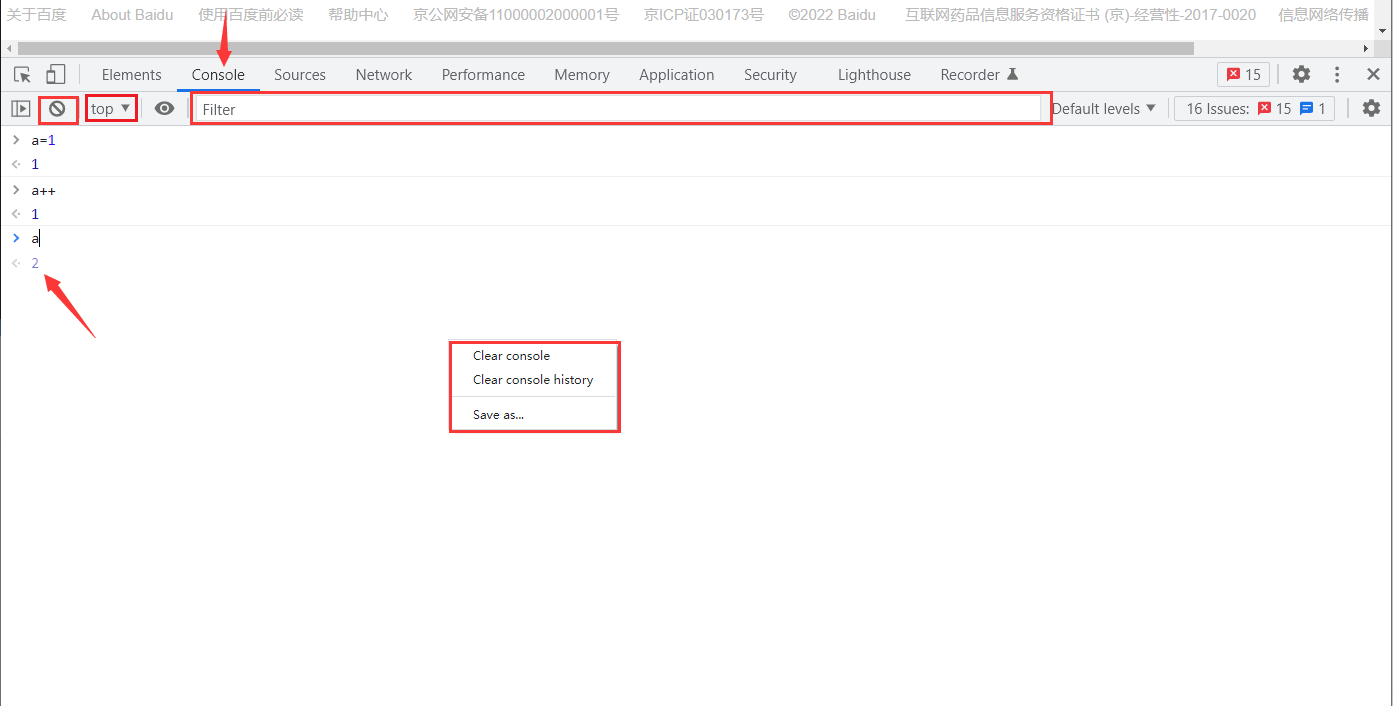 关于百度 About Baidu 使用百度前必读 帮助中心 京公网安备11000002000001号 京ICP证030173号 ©2022 Baidu 互联网药品信息服务资格证书 (京)-经营性-2017-0020 信息网络传播
Elements Console Sources Network Performance Memory Application Security Lighthouse Recorder 15
top Filter Default levels 16 Issues: 15 1
a=1
1
a++
1
a
2
Clear console
Clear console history
Save as...